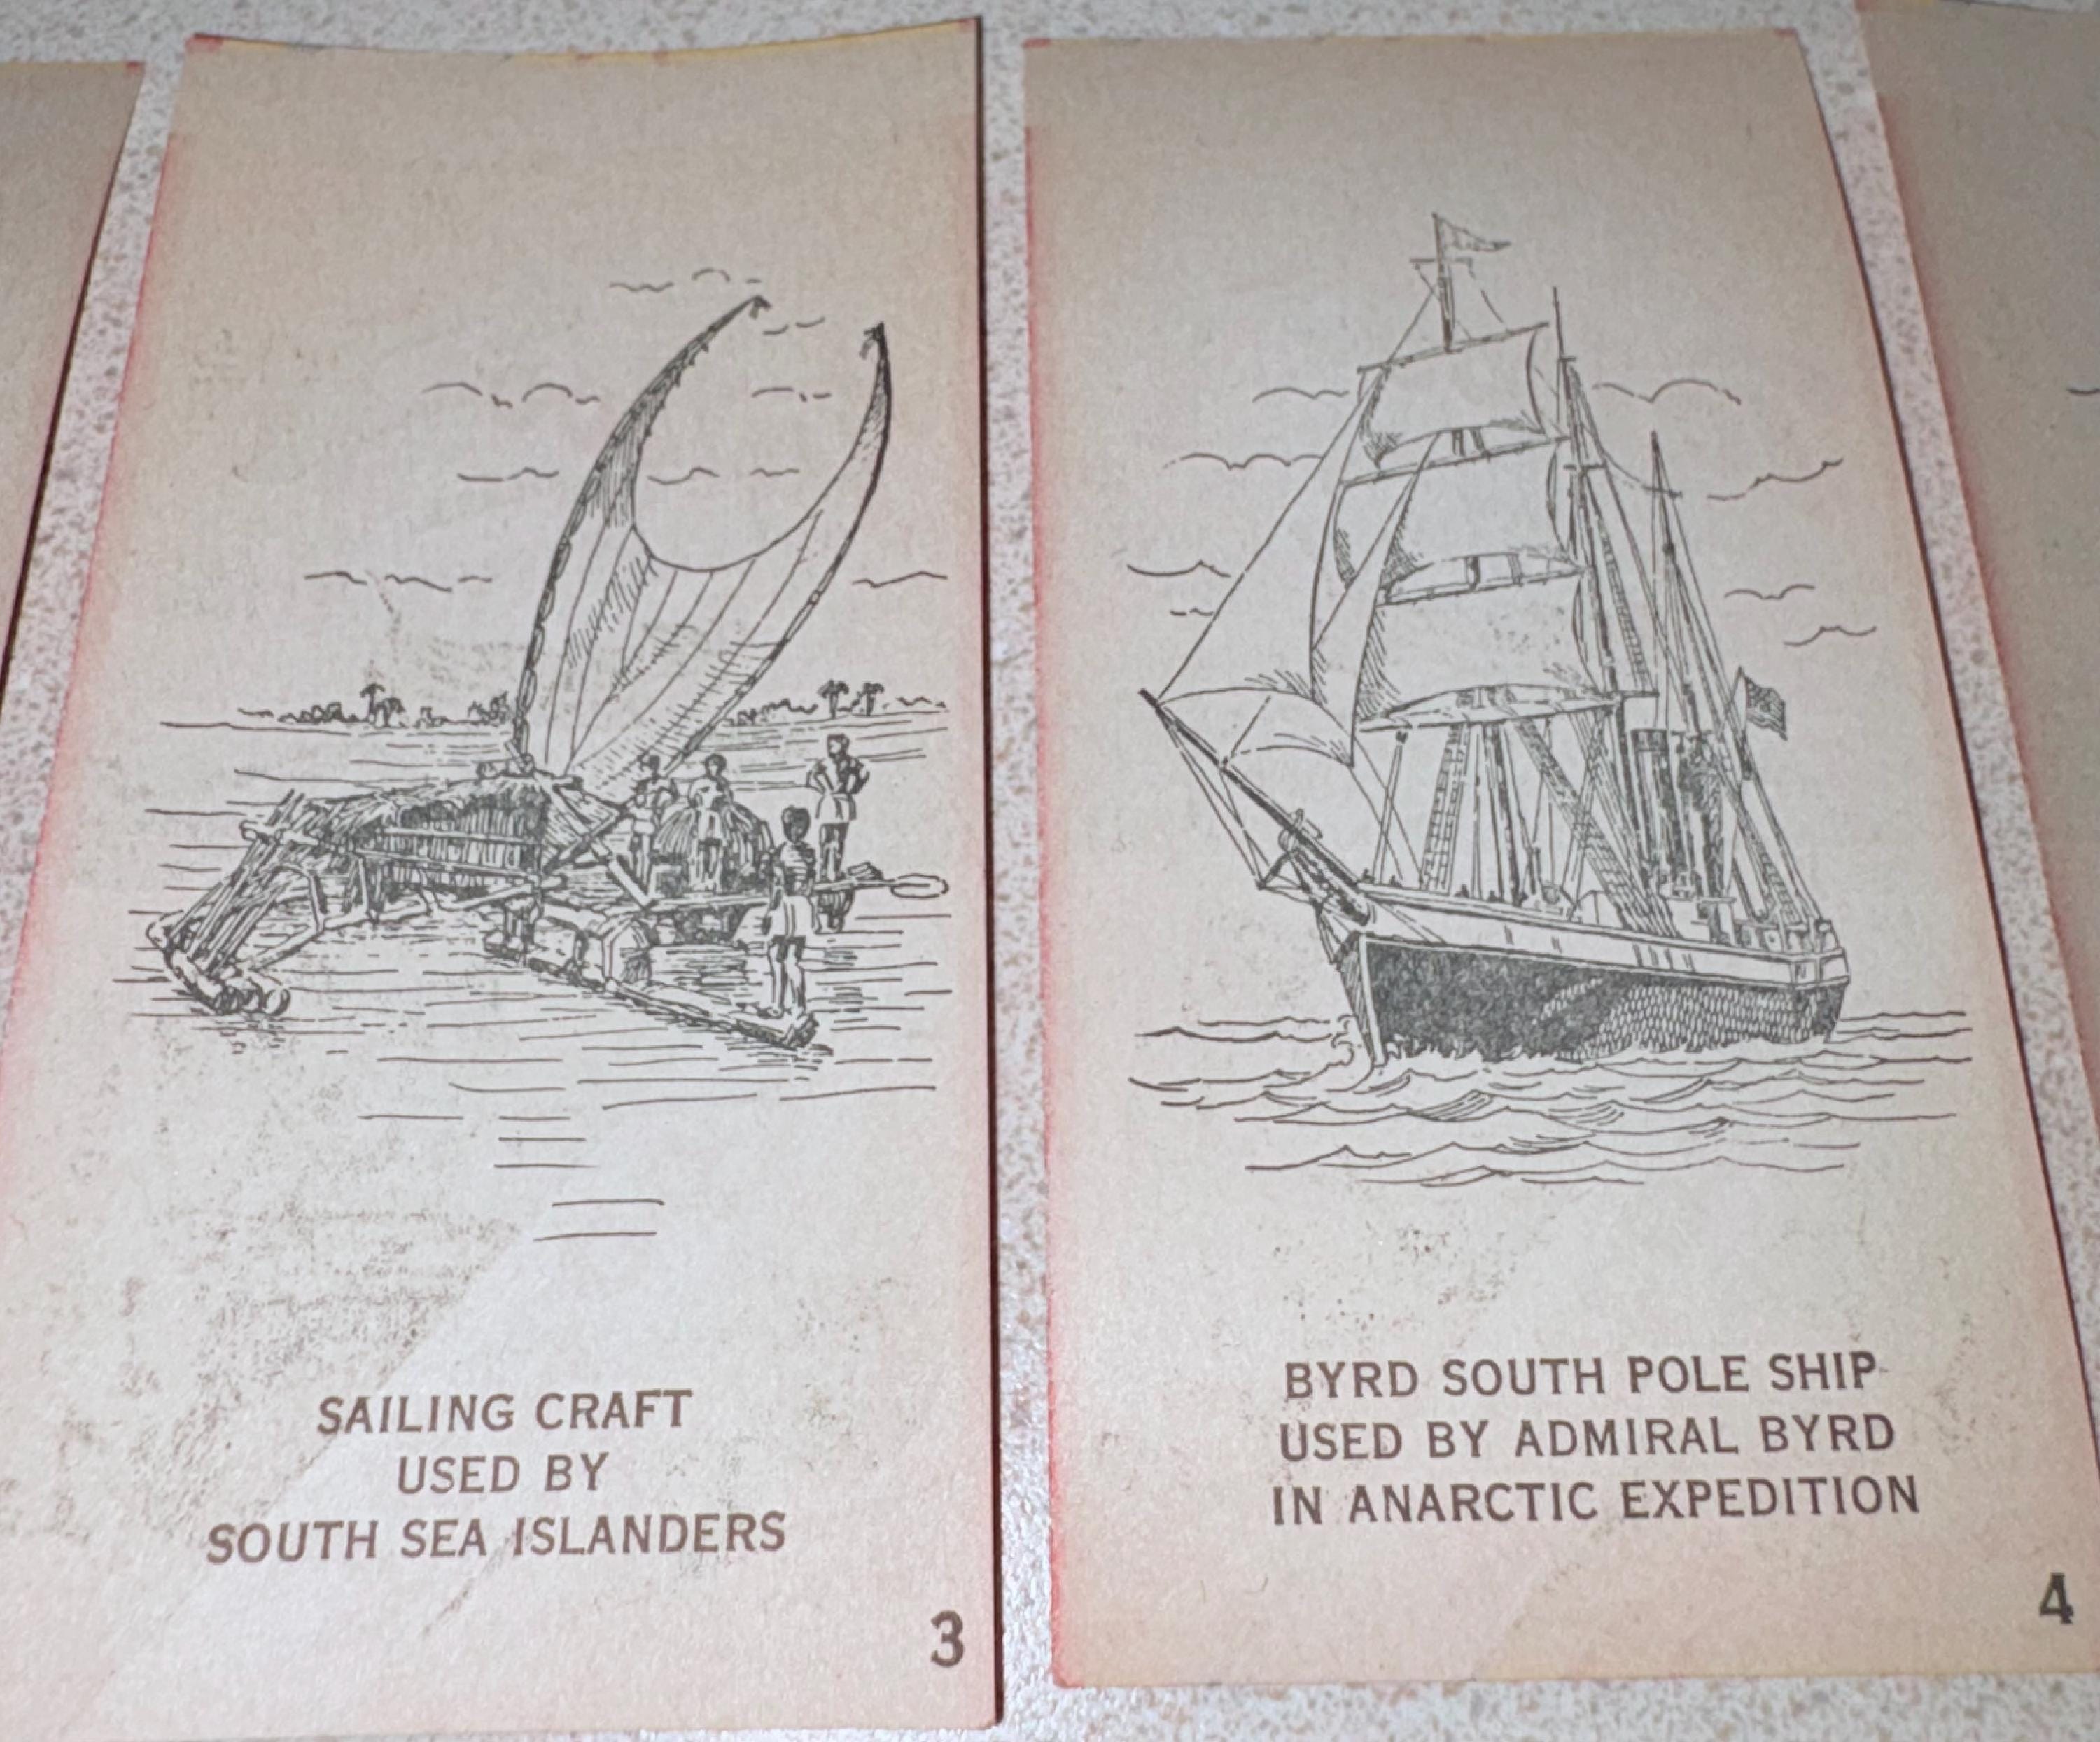 SAILING CRAFT
USED BY
SOUTH SEA ISLANDERS
3
BYRD SOUTH POLE SHIP
USED BY ADMIRAL BYRD
IN ANARCTIC EXPEDITION
4